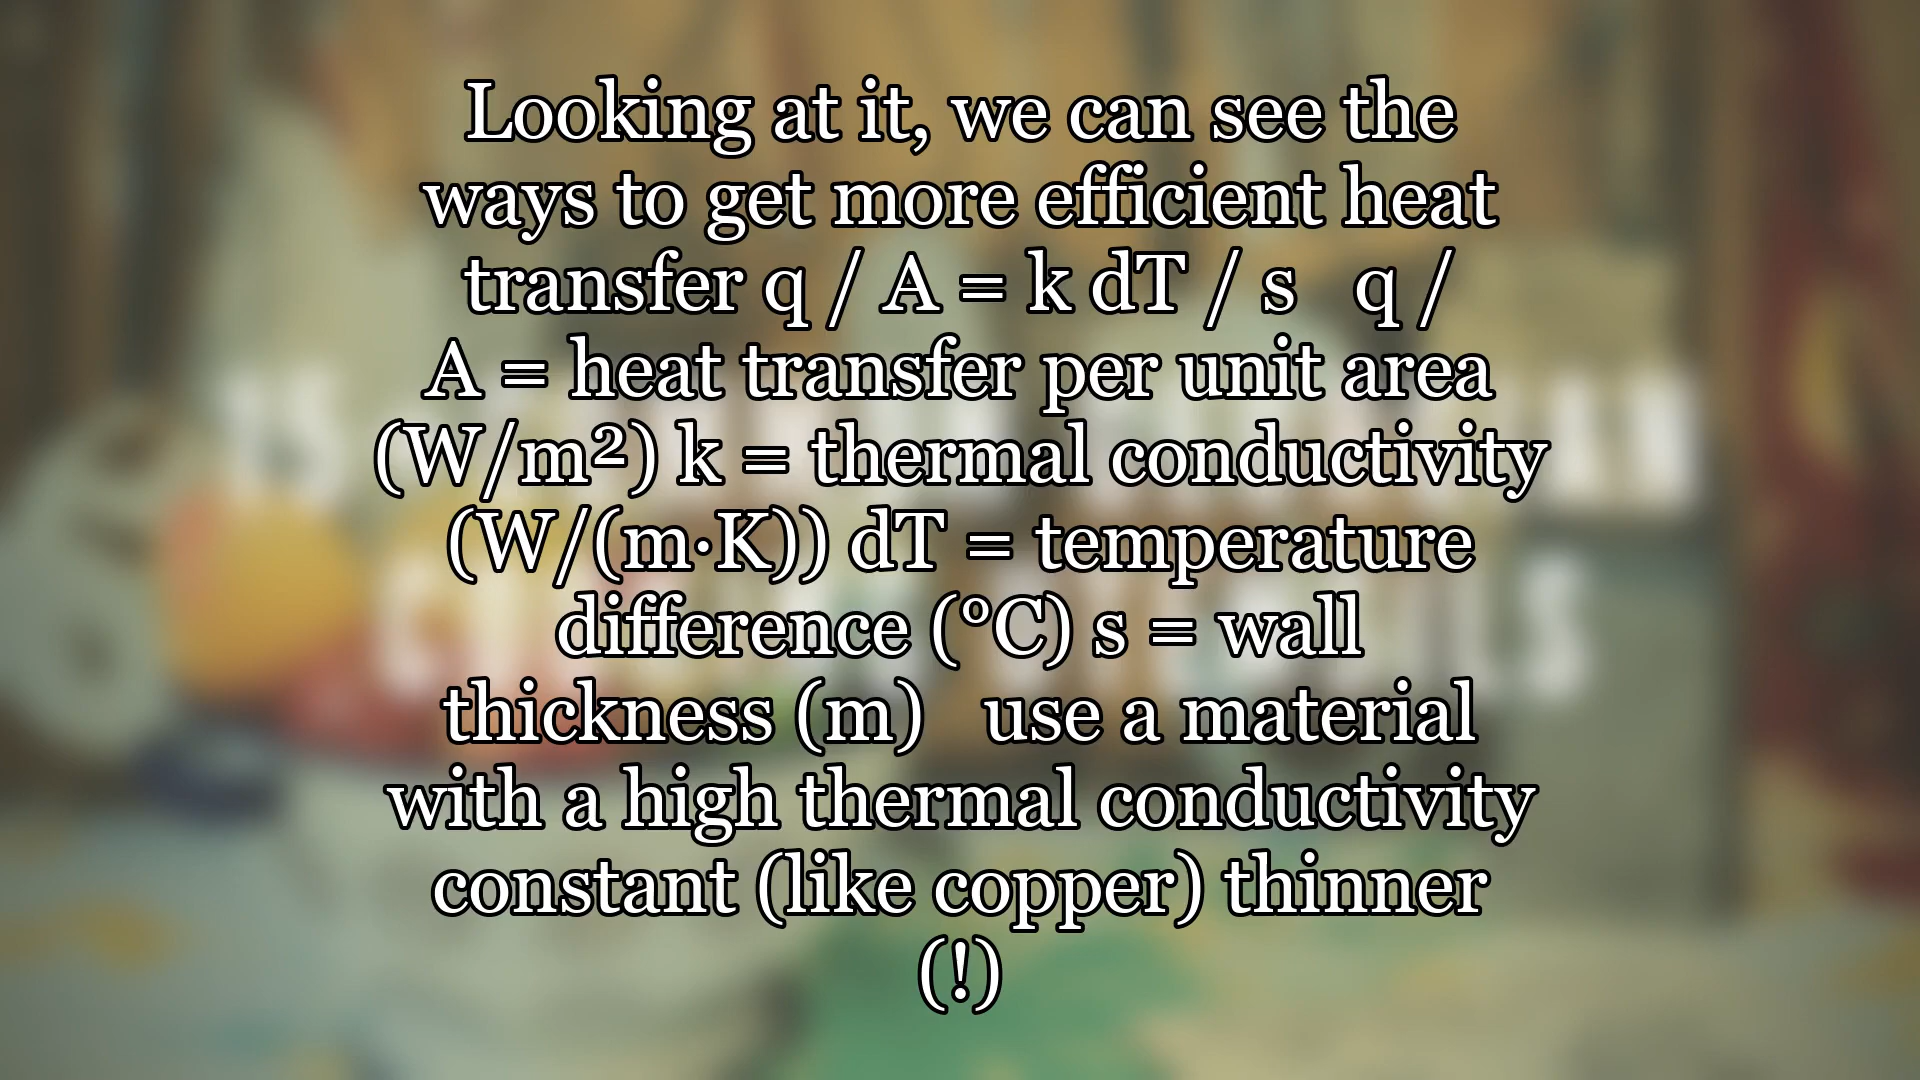 Looking at it, we can see the
ways to get more efficient heat
transfer q / A = k dT / s   q /
A = heat transfer per unit area
(W/m²) k = thermal conductivity
(W/(m·K)) dT = temperature
difference (°C) s = wall
thickness (m)   use a material
with a high thermal conductivity
constant (like copper) thinner
(!)